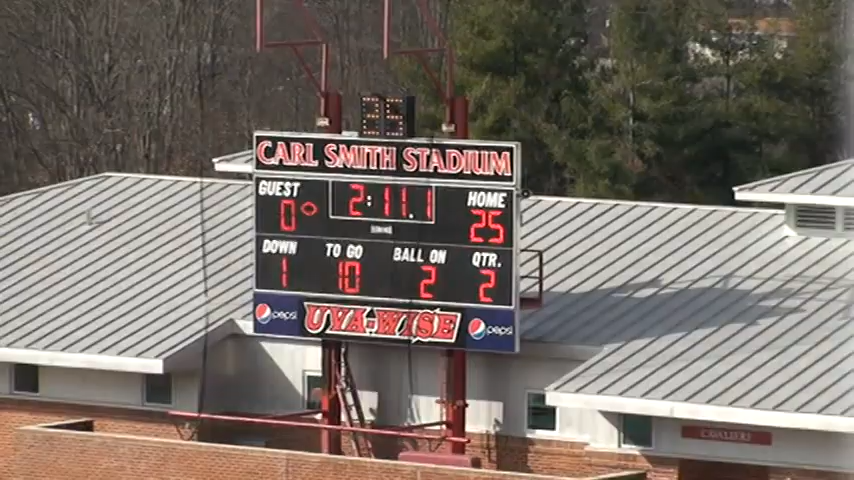 25
CARL SMITH STADIUM
GUEST 2:11.1 HOME
0 25
DOWN TO GO BALL ON QTR.
1 10 2 2
pepsi UVA-WISE pepsi
CAVALIERS